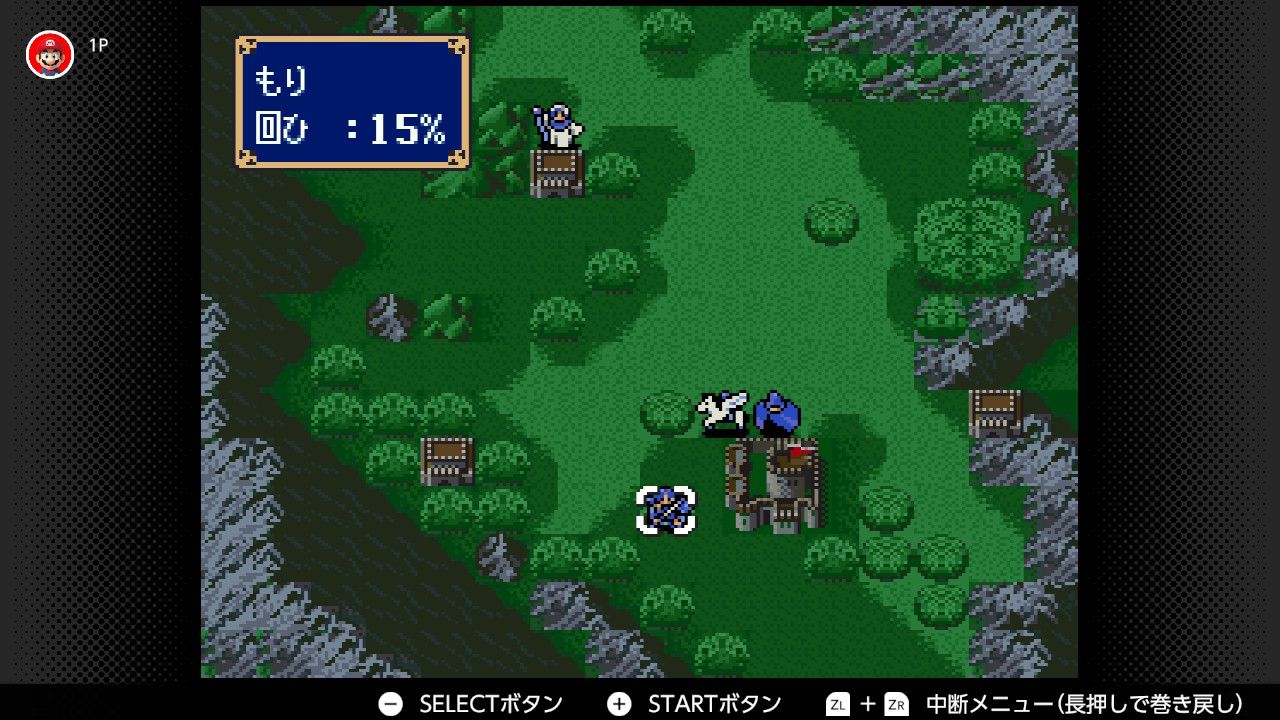 1P
もり
回ひ :15%
− SELECTボタン + STARTボタン ZL + ZR 中断メニュー(長押しで巻き戻し)